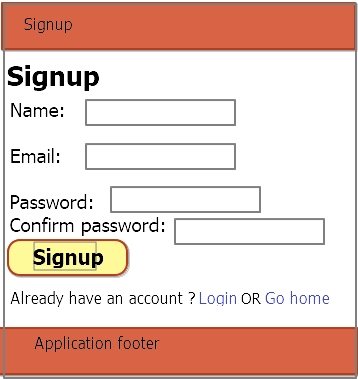 Signup
Signup
Name:
Email:
Password:
Confirm password:
Signup
Already have an account ? Login OR Go home
Application footer